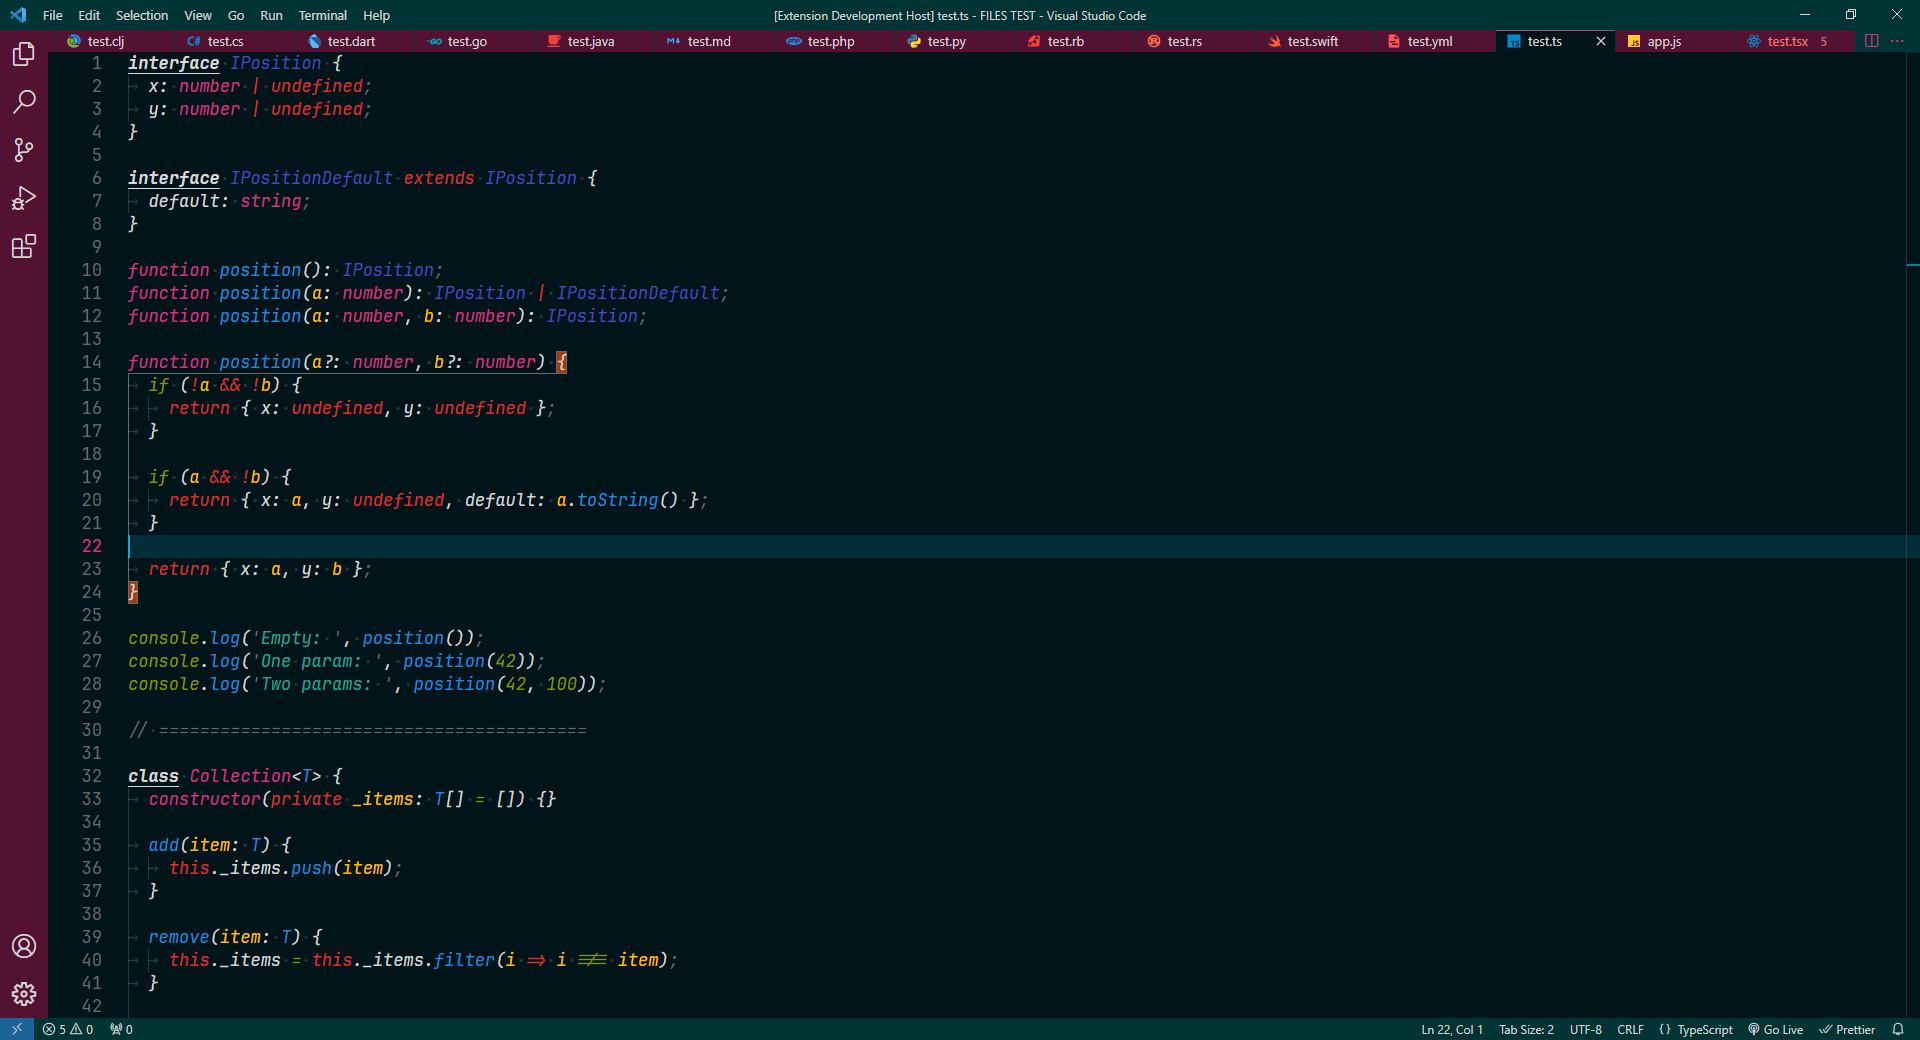 File Edit Selection View Go Run Terminal Help [Extension Development Host] test.ts - FILES TEST - Visual Studio Code
test.clj C# test.cs test.dart GO test.go test.java M↓ test.md php test.php test.py test.rb test.rs test.swift test.yml TS test.ts JS app.js test.tsx 5 ...
1 interface IPosition {
2 x: number | undefined;
3 y: number | undefined;
4 }
5
6 interface IPositionDefault extends IPosition {
7 default: string;
8 }
9
10 function position(): IPosition;
11 function position(a: number): IPosition | IPositionDefault;
12 function position(a: number, b: number): IPosition;
13
14 function position(a?: number, b?: number) {
15 if (!a && !b) {
16 return { x: undefined, y: undefined };
17 }
18
19 if (a && !b) {
20 return { x: a, y: undefined, default: a.toString() };
21 }
22
23 return { x: a, y: b };
24 }
25
26 console.log('Empty: ', position());
27 console.log('One param: ', position(42));
28 console.log('Two params: ', position(42, 100));
29
30 // ==========================================
31
32 class Collection<T> {
33 constructor(private _items: T[] = []) {}
34
35 add(item: T) {
36 this._items.push(item);
37 }
38
39 remove(item: T) {
40 this._items = this._items.filter(i => i !== item);
41 }
42
5 0 0 Ln 22, Col 1 Tab Size: 2 UTF-8 CRLF {} TypeScript Go Live Prettier